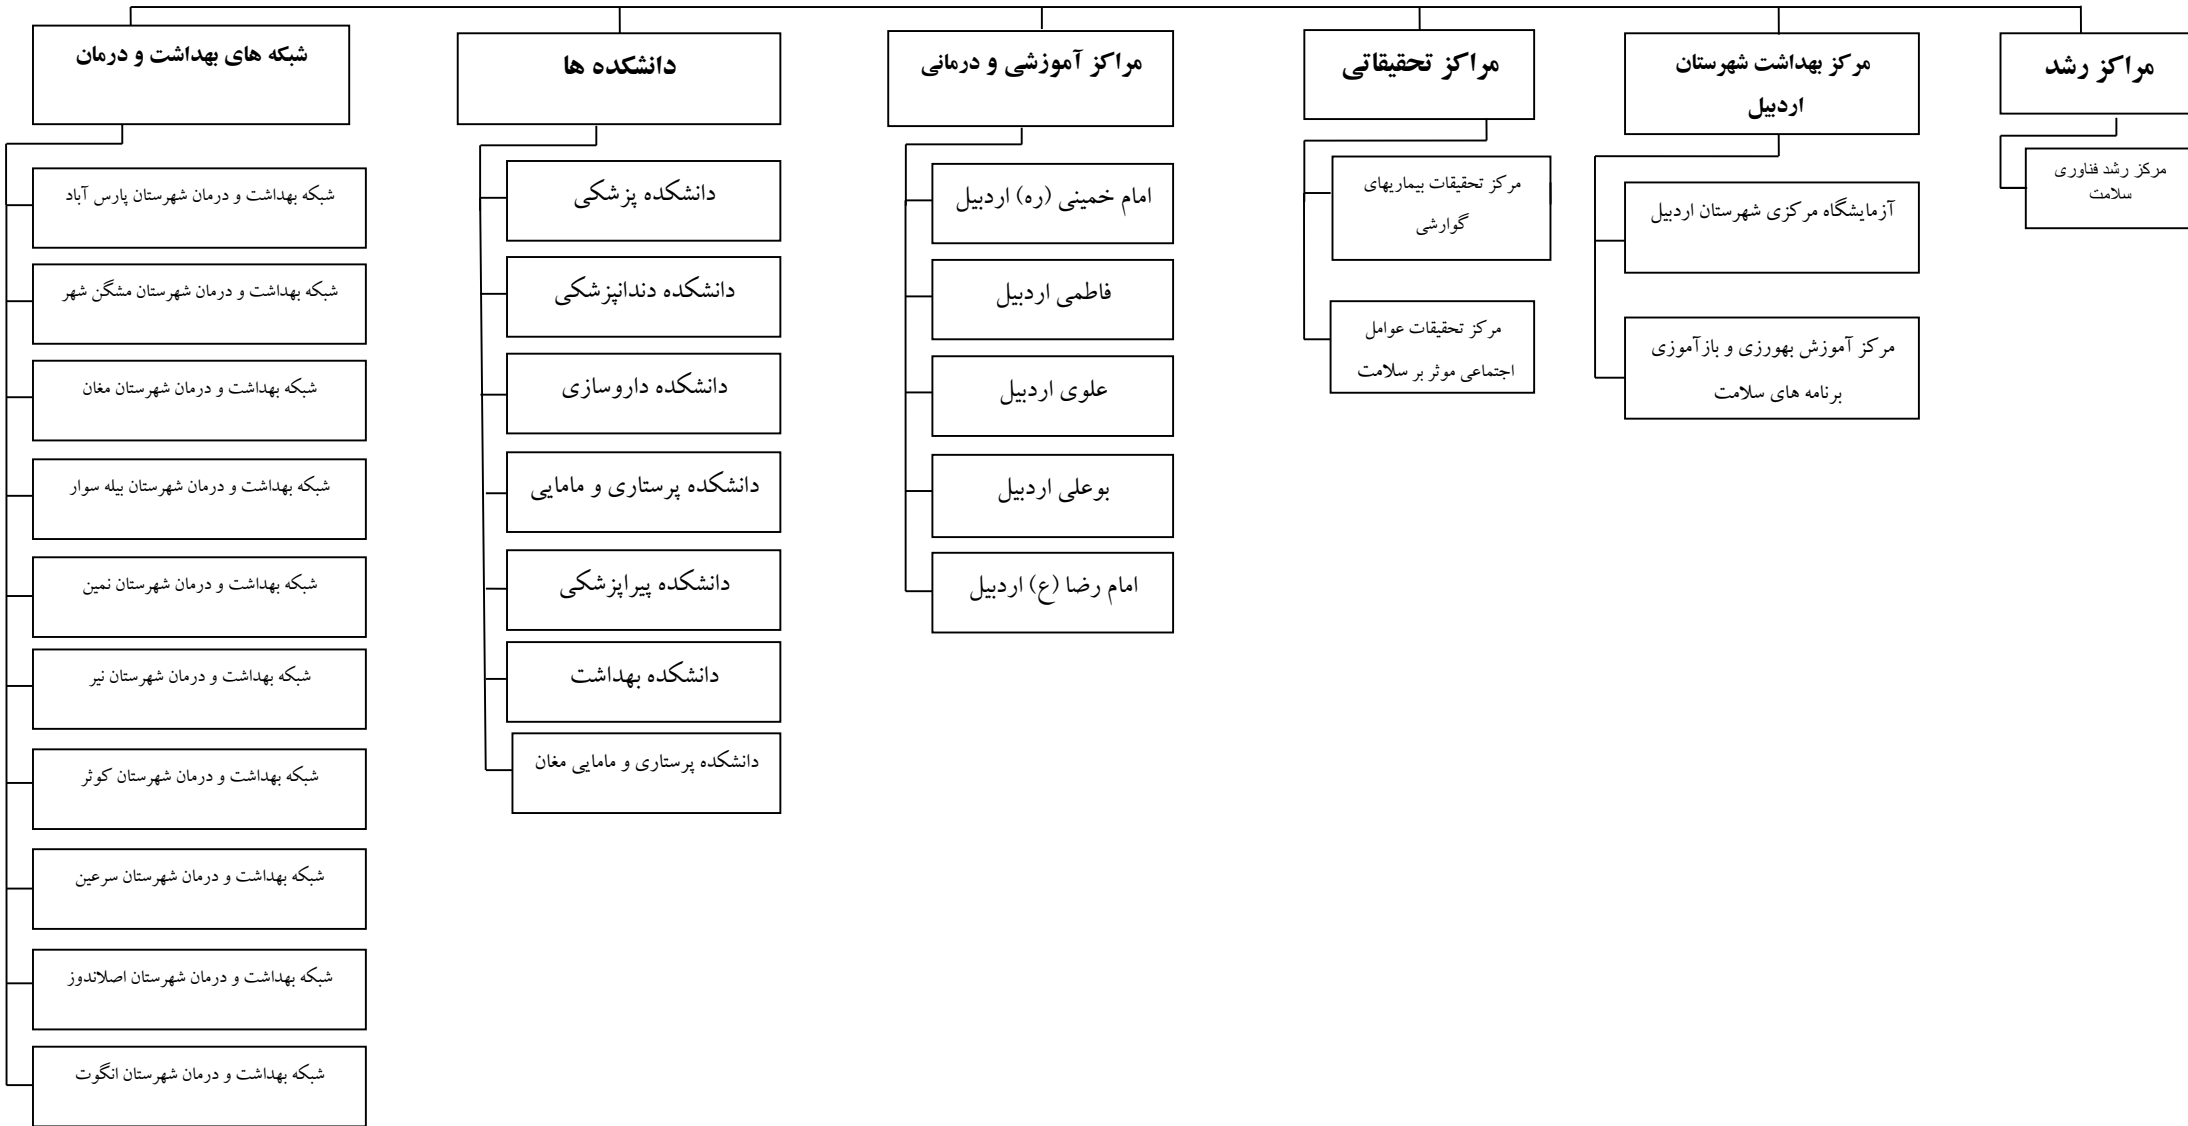 مراکز رشد
مرکز رشد فناوری
سلامت
مرکز بهداشت شهرستان
اردبیل
آزمایشگاه مرکزی شهرستان اردبیل
مرکز آموزش بهورزی و بازآموزی
برنامه های سلامت
مراکز تحقیقاتی
مرکز تحقیقات بیماریهای
گوارشی
مرکز تحقیقات عوامل
اجتماعی موثر بر سلامت
مراکز آموزشی و درمانی
امام خمینی (ره) اردبیل
فاطمی اردبیل
علوی اردبیل
بوعلی اردبیل
امام رضا (ع) اردبیل
دانشکده ها
دانشکده پزشکی
دانشکده دندانپزشکی
دانشکده داروسازی
دانشکده پرستاری و مامایی
دانشکده پیراپزشکی
دانشکده بهداشت
دانشکده پرستاری و مامایی مغان
شبکه های بهداشت و درمان
شبکه بهداشت و درمان شهرستان پارس آباد
شبکه بهداشت و درمان شهرستان مشگن شهر
شبکه بهداشت و درمان شهرستان مغان
شبکه بهداشت و درمان شهرستان بیله سوار
شبکه بهداشت و درمان شهرستان نمین
شبکه بهداشت و درمان شهرستان نیر
شبکه بهداشت و درمان شهرستان کوثر
شبکه بهداشت و درمان شهرستان سرعین
شبکه بهداشت و درمان شهرستان اصلاندوز
شبکه بهداشت و درمان شهرستان انگوت